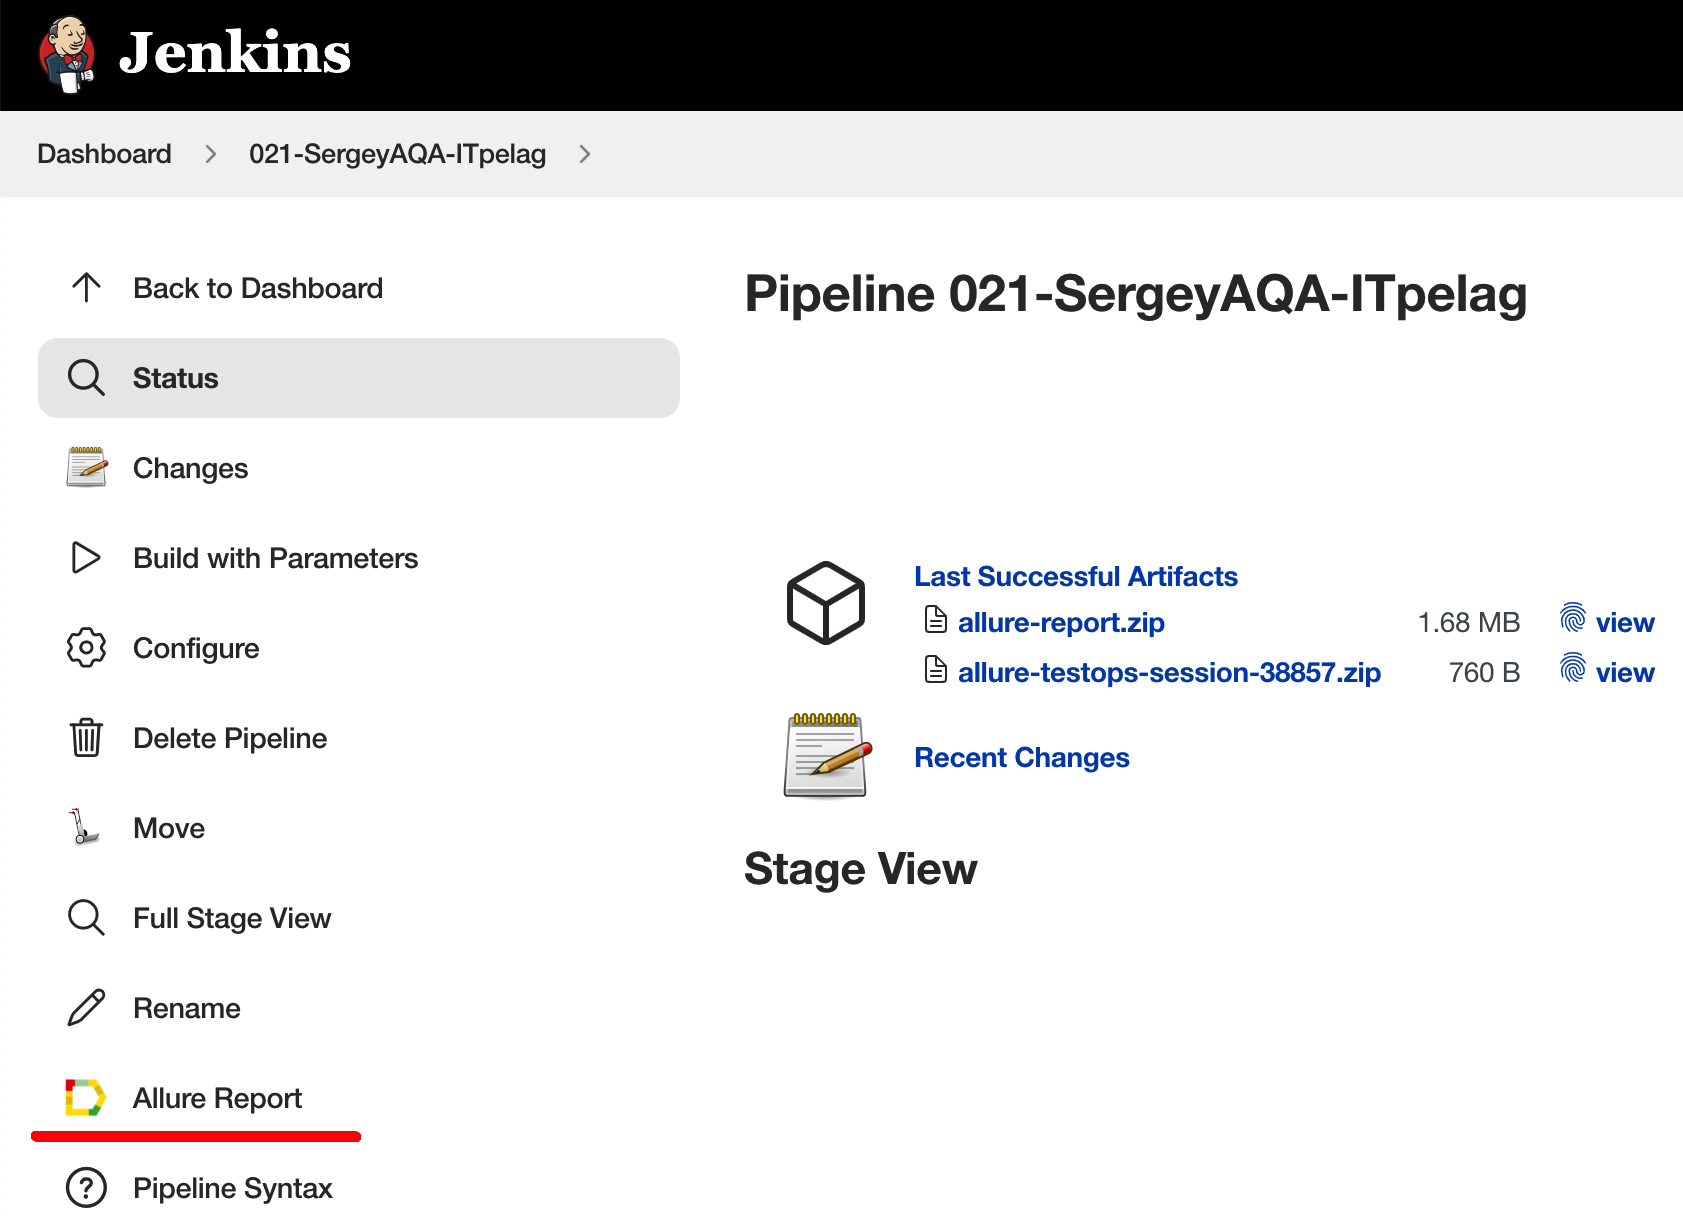 Jenkins
Dashboard
021-SergeyAQA-ITpelag
Back to Dashboard
Status
Changes
Build with Parameters
Configure
Delete Pipeline
Move
Full Stage View
Rename
Allure Report
Pipeline Syntax
Pipeline 021-SergeyAQA-ITpelag
Last Successful Artifacts
allure-report.zip 1.68 MB view
allure-testops-session-38857.zip 760 B view
Recent Changes
Stage View